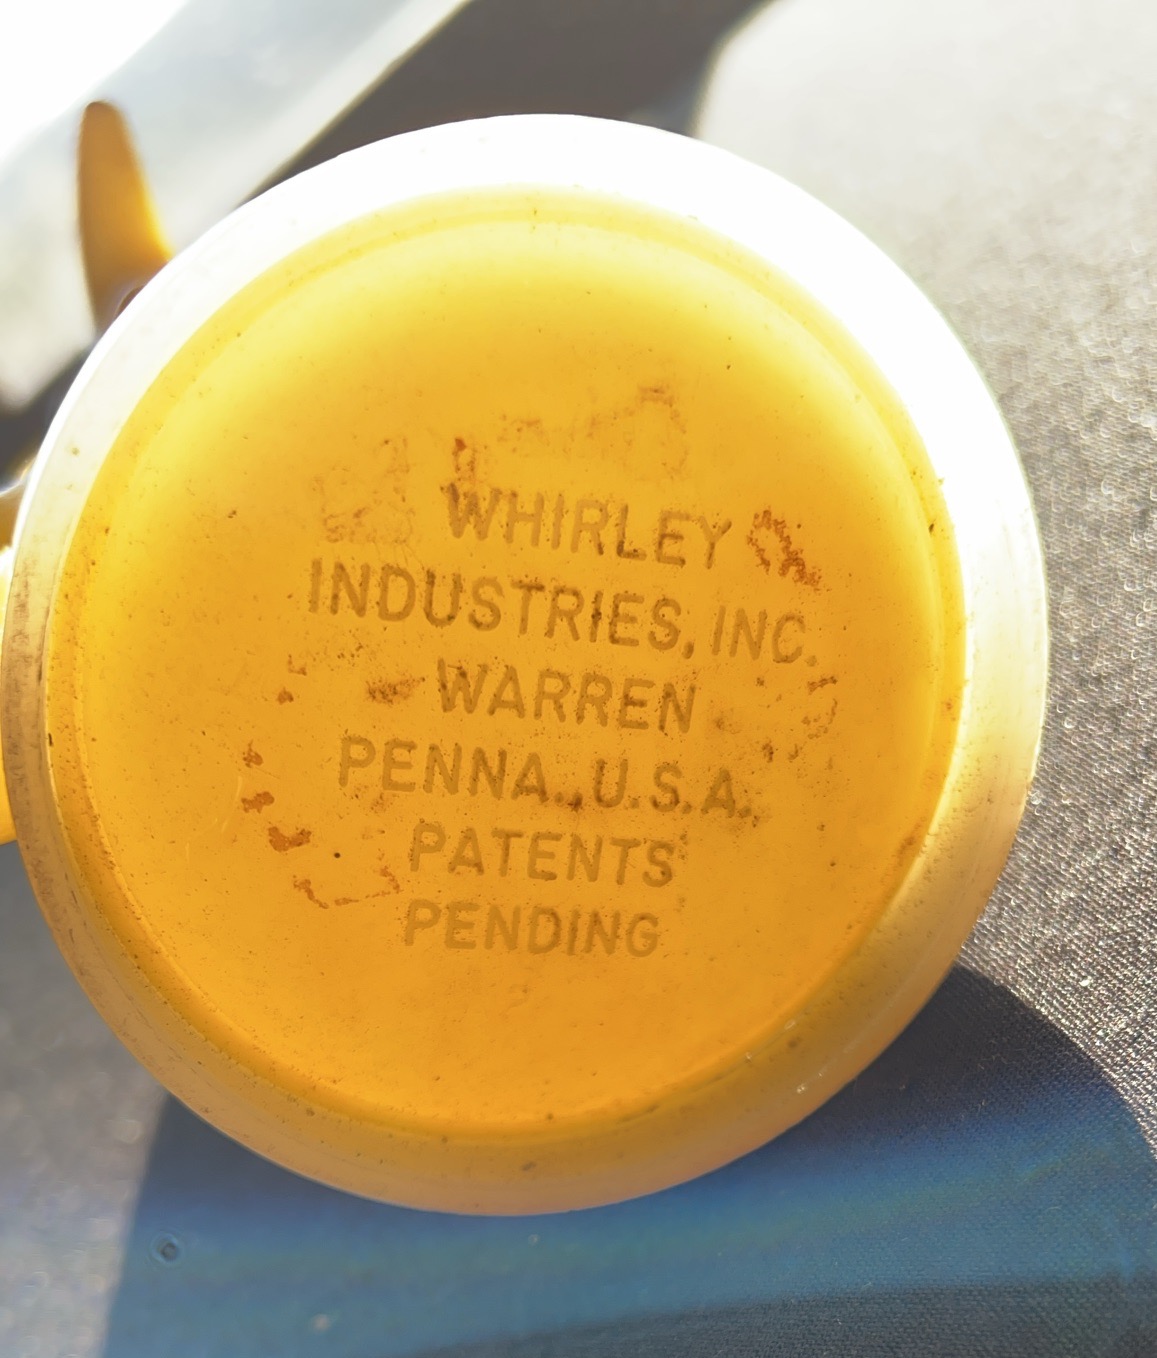 WHIRLEY
INDUSTRIES, INC.
WARREN
PENNA., U.S.A.
PATENTS
PENDING